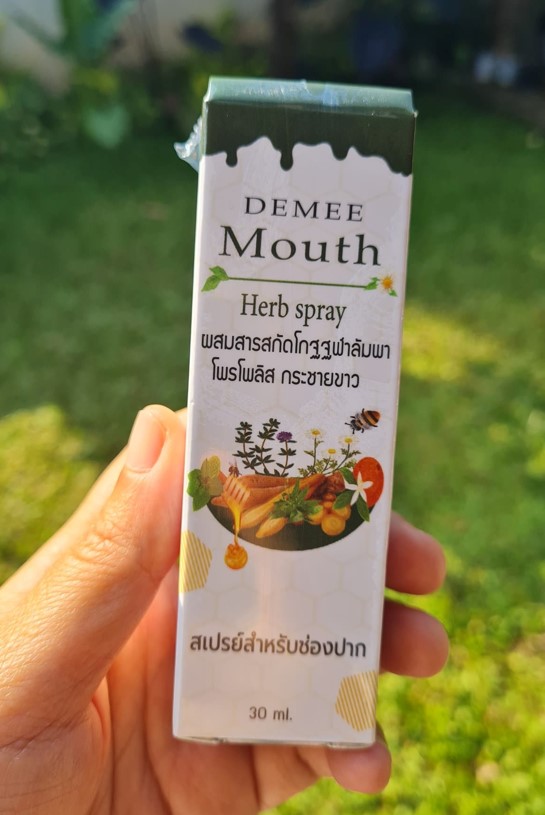 DEMEE
Mouth
Herb spray
ผสมสารสกัดโกฐฐฬาลัมพา
โพรโพลิส กระชายขาว
สเปรย์สำหรับช่องปาก
30 ml.